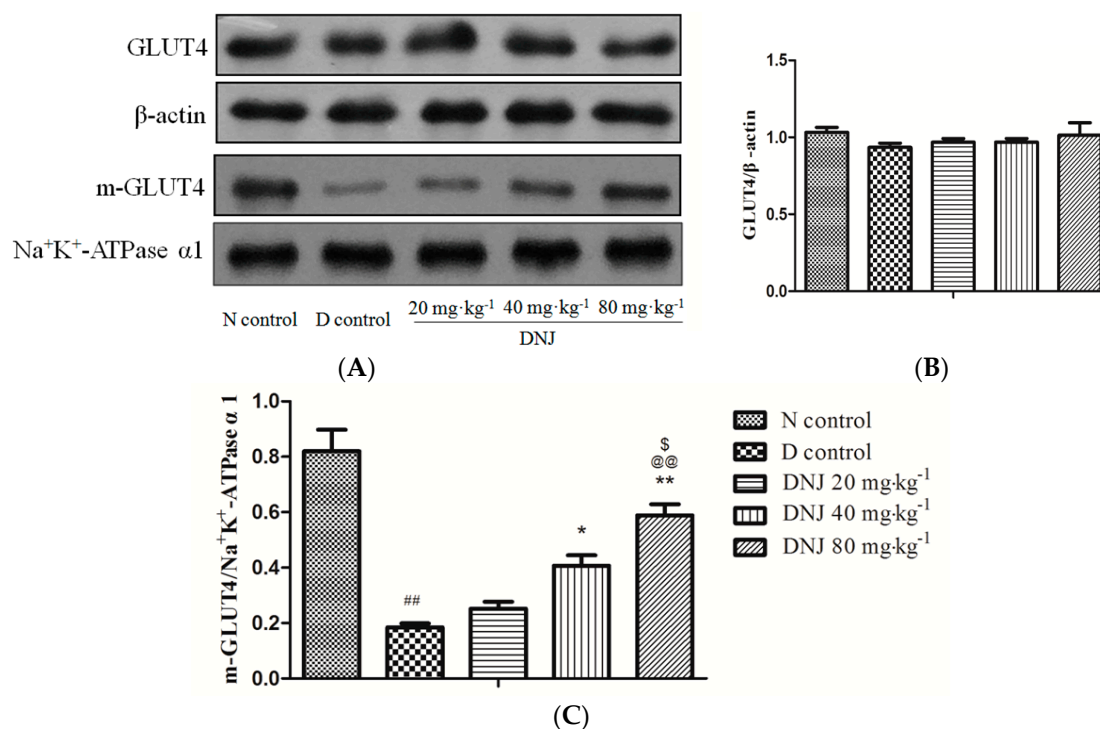 GLUT4
β-actin
m-GLUT4
Na⁺K⁺-ATPase α1
N control D control 20 mg·kg⁻¹ 40 mg·kg⁻¹ 80 mg·kg⁻¹
DNJ
(A)
GLUT4/β -actin
1.5
1.0
0.5
0.0
(B)
m-GLUT4/Na⁺K⁺-ATPase α 1
1.0
0.8
0.6
0.4
0.2
0.0
##
*
$
@@
**
N control
D control
DNJ 20 mg·kg⁻¹
DNJ 40 mg·kg⁻¹
DNJ 80 mg·kg⁻¹
(C)